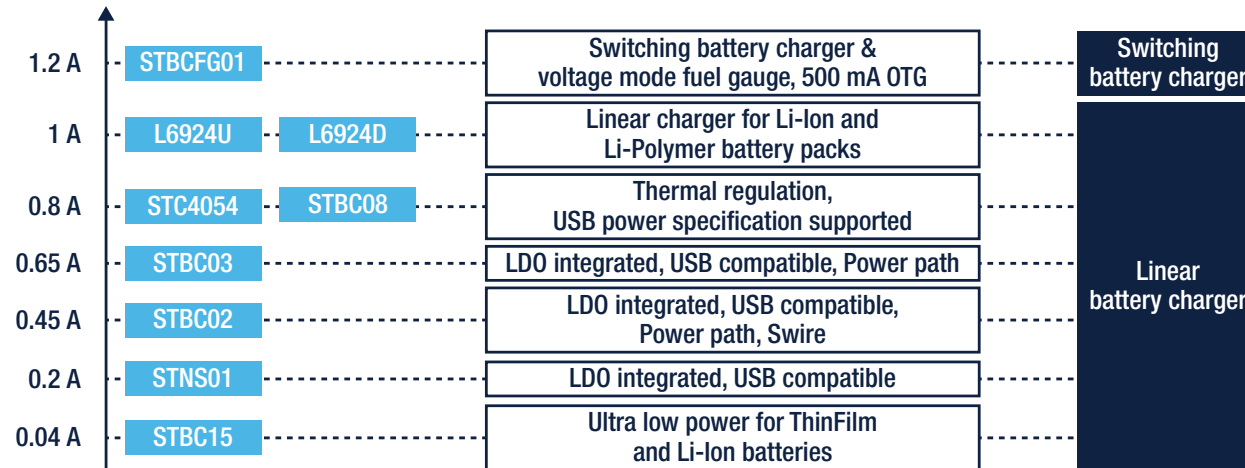 1.2 A
STBCFG01
Switching battery charger &
voltage mode fuel gauge, 500 mA OTG
Switching
battery charger
1 A
L6924U
L6924D
Linear charger for Li-Ion and
Li-Polymer battery packs
0.8 A
STC4054
STBC08
Thermal regulation,
USB power specification supported
0.65 A
STBC03
LDO integrated, USB compatible, Power path
Linear
battery charger
0.45 A
STBC02
LDO integrated, USB compatible,
Power path, Swire
0.2 A
STNS01
LDO integrated, USB compatible
0.04 A
STBC15
Ultra low power for ThinFilm
and Li-Ion batteries